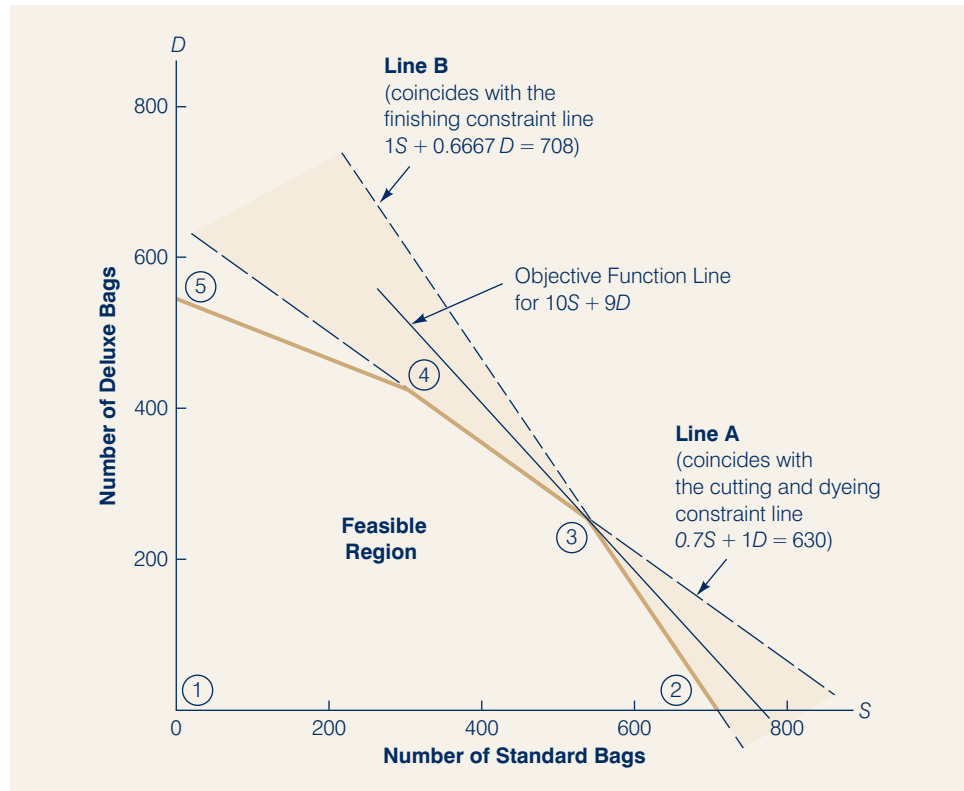 D
Line B
(coincides with the
finishing constraint line
1S + 0.6667 D = 708)
800
600
Objective Function Line
for 10S + 9D
5
4
400
Line A
(coincides with
the cutting and dyeing
constraint line
0.7S + 1D = 630)
Number of Deluxe Bags
Feasible
Region
3
200
1
2
S
0
200
400
600
800
Number of Standard Bags